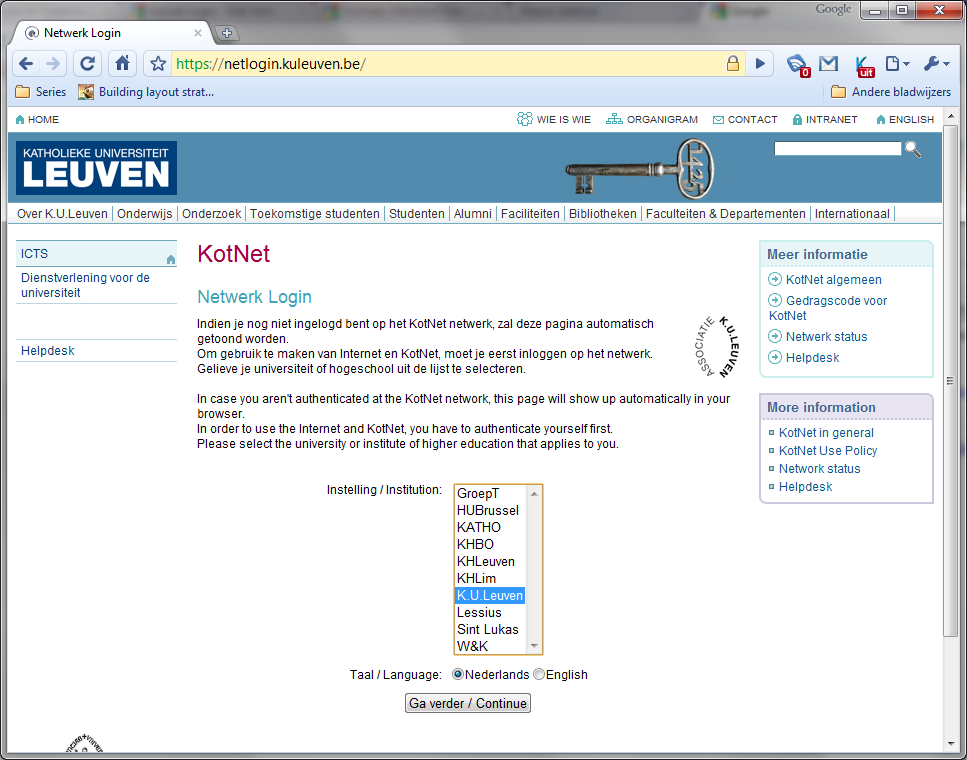 Google
Netwerk Login
https://netlogin.kuleuven.be/
0
uit
Series
Building layout strat...
Andere bladwijzers
HOME
WIE IS WIE
ORGANIGRAM
CONTACT
INTRANET
ENGLISH
KATHOLIEKE UNIVERSITEIT
LEUVEN
1425
Over K.U.Leuven
Onderwijs
Onderzoek
Toekomstige studenten
Studenten
Alumni
Faciliteiten
Bibliotheken
Faculteiten & Departementen
Internationaal
ICTS
Dienstverlening voor de
universiteit
Helpdesk
KotNet
Netwerk Login
Indien je nog niet ingelogd bent op het KotNet netwerk, zal deze pagina automatisch
getoond worden.
Om gebruik te maken van Internet en KotNet, moet je eerst inloggen op het netwerk.
Gelieve je universiteit of hogeschool uit de lijst te selecteren.
In case you aren't authenticated at the KotNet network, this page will show up automatically in your
browser.
In order to use the Internet and KotNet, you have to authenticate yourself first.
Please select the university or institute of higher education that applies to you.
ASSOCIATIE
K.U.LEUVEN
Instelling / Institution:
GroepT
HUBrussel
KATHO
KHBO
KHLeuven
KHLim
K.U.Leuven
Lessius
Sint Lukas
W&K
Taal / Language:
Nederlands
English
Ga verder / Continue
Meer informatie
KotNet algemeen
Gedragscode voor
KotNet
Netwerk status
Helpdesk
More information
KotNet in general
KotNet Use Policy
Network status
Helpdesk